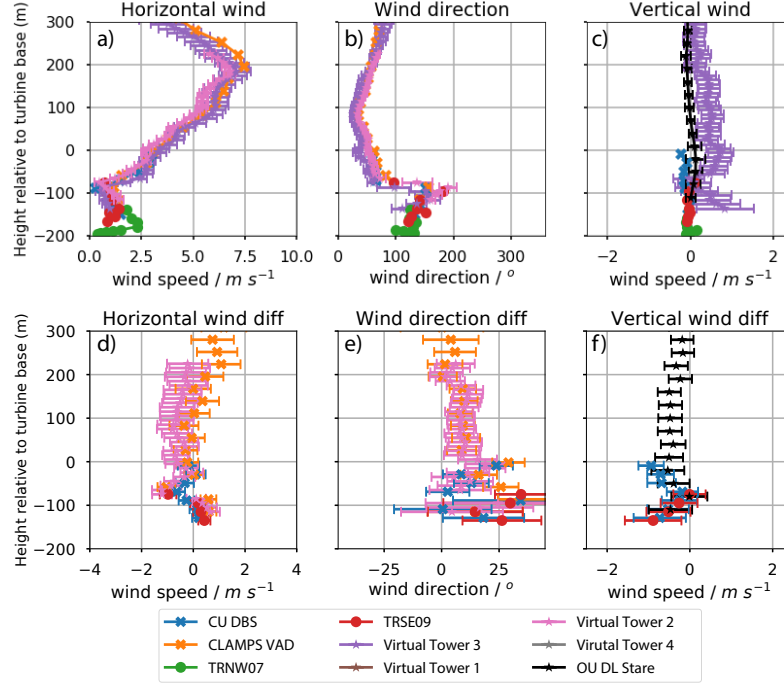 Horizontal wind Wind direction Vertical wind
a) b) c)
Height relative to turbine base (m)
300
200
100
0
−100
−200
0.0 2.5 5.0 7.5 10.0
0 100 200 300
−2 0 2
wind speed / m s⁻¹ wind direction / ᵒ wind speed / m s⁻¹
Horizontal wind diff Wind direction diff Vertical wind diff
d) e) f)
Height relative to turbine base (m)
300
200
100
0
−100
−200
−4 −2 0 2 4
−25 0 25
−2 0 2
wind speed / m s⁻¹ wind direction / ᵒ wind speed / m s⁻¹
CU DBS TRSE09 Virtual Tower 2
CLAMPS VAD Virtual Tower 3 Virutal Tower 4
TRNW07 Virtual Tower 1 OU DL Stare